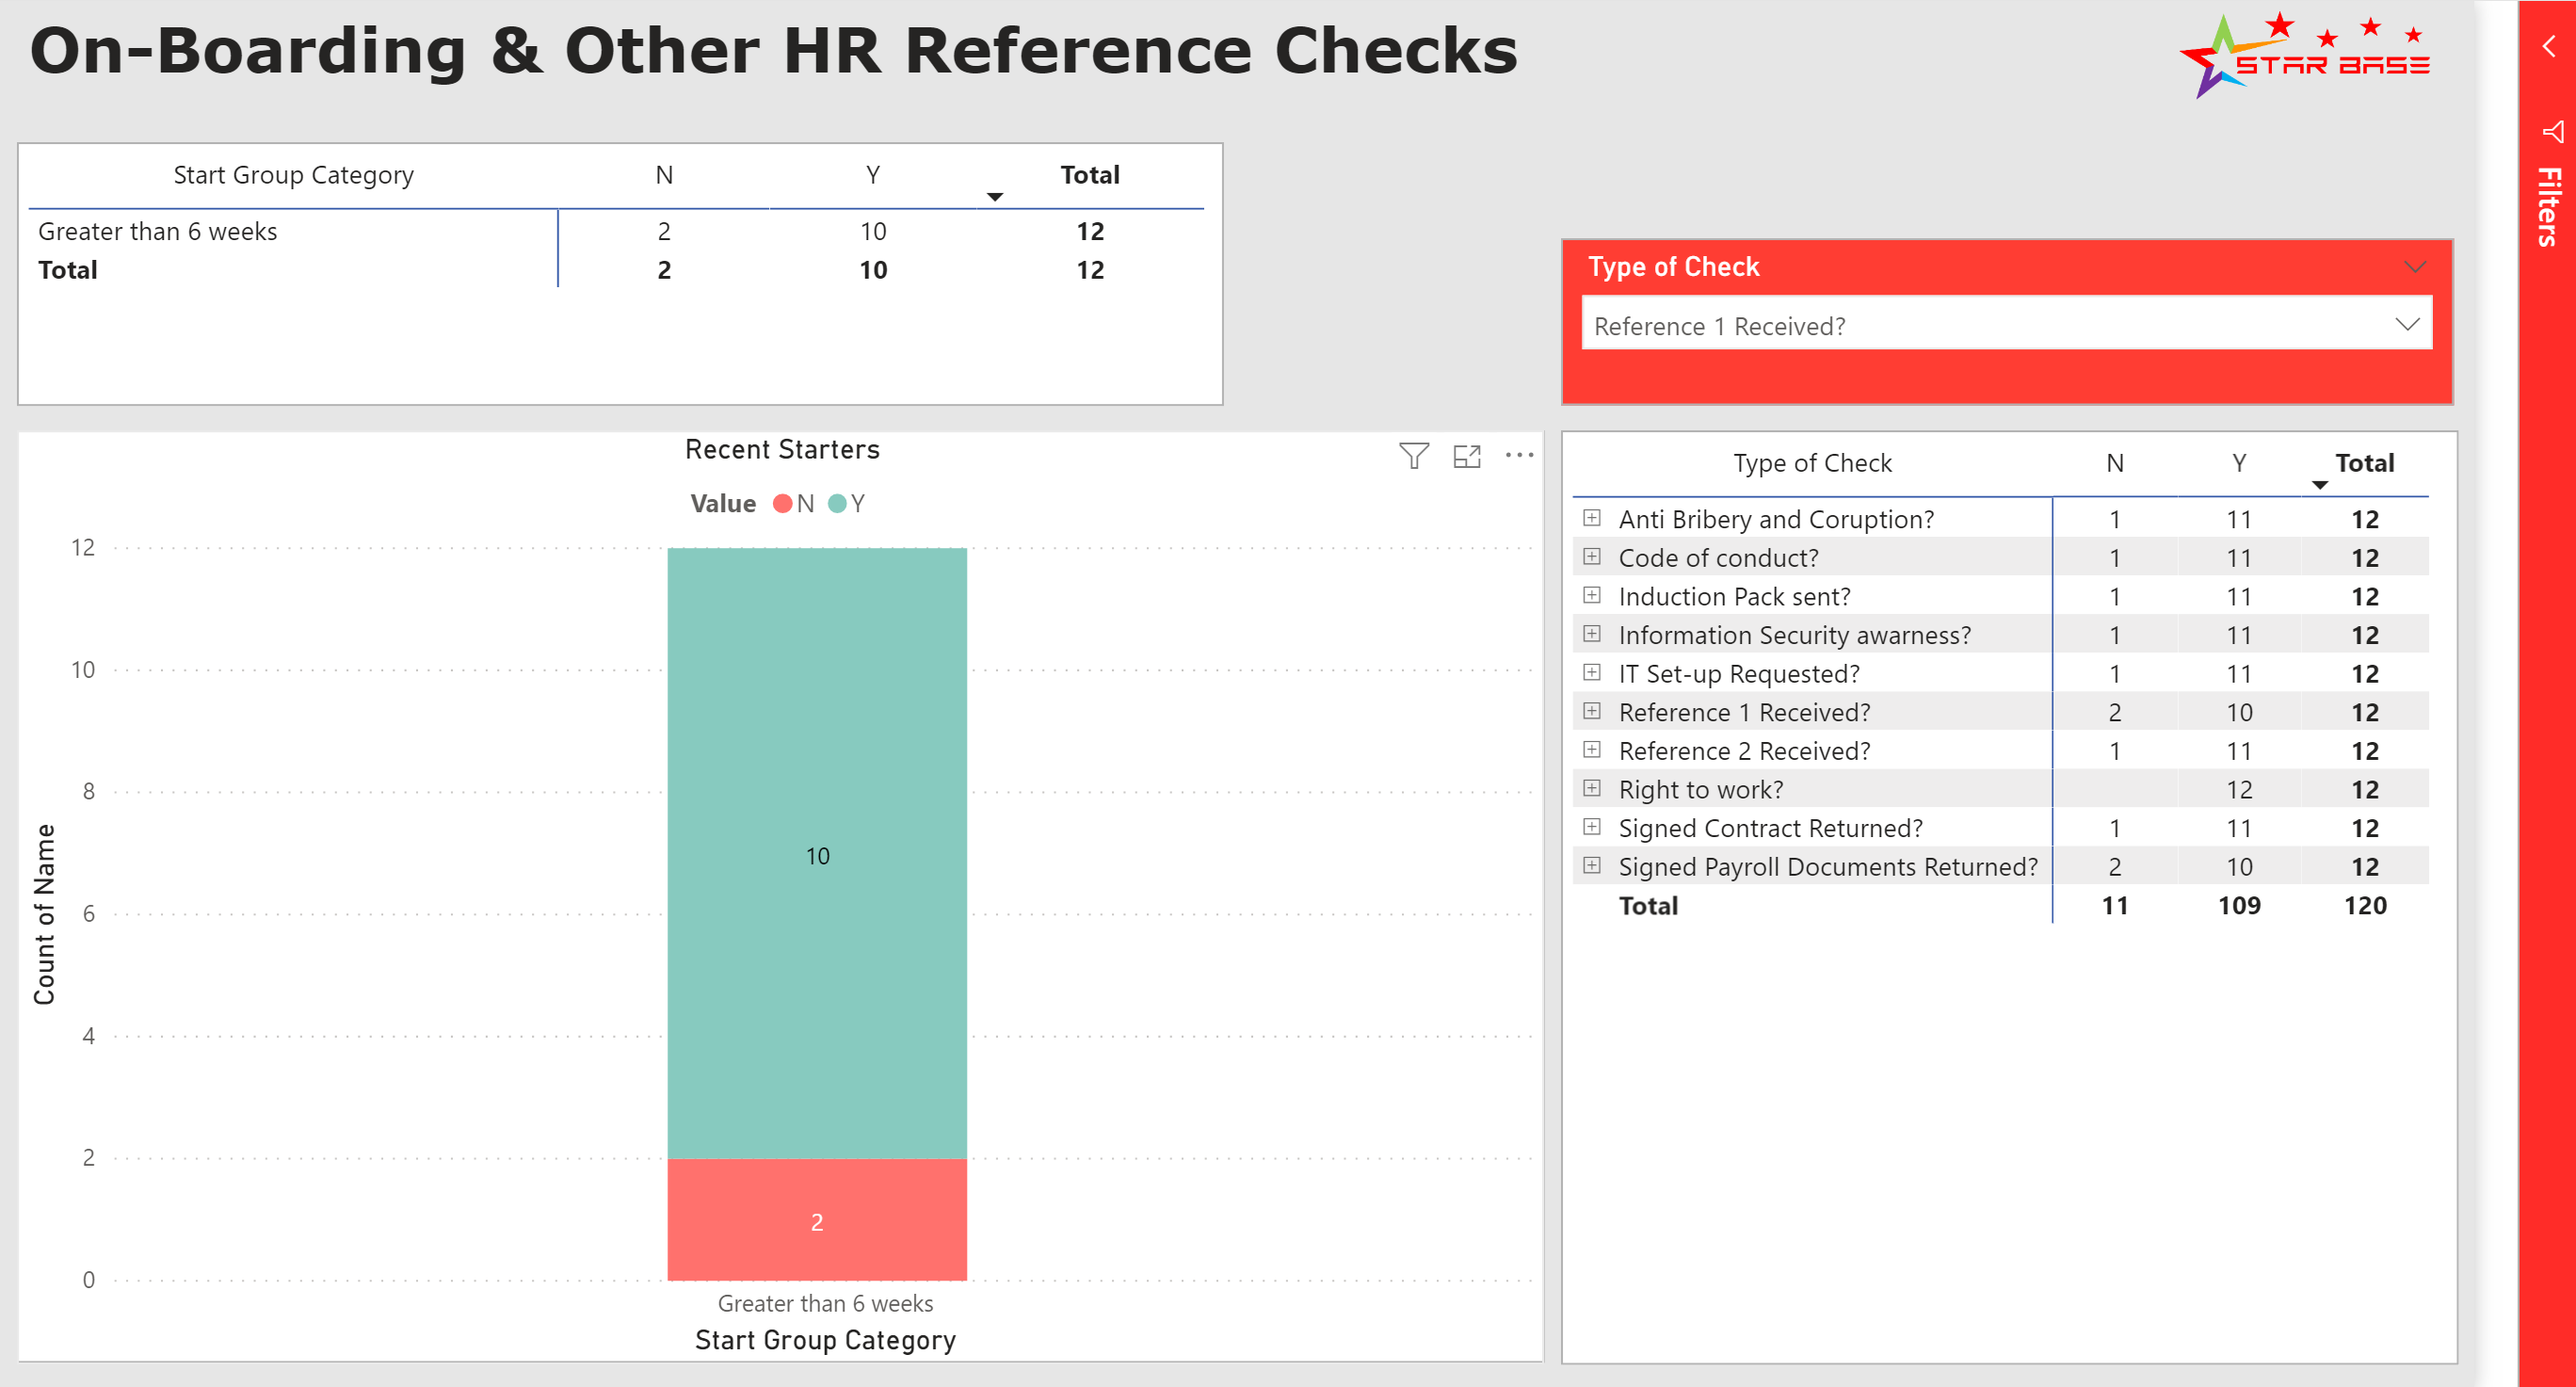 On-Boarding & Other HR Reference Checks
STAR BASE
Filters
Start Group Category N Y Total
Greater than 6 weeks 2 10 12
Total 2 10 12
Type of Check
Reference 1 Received?
Recent Starters
Value N Y
12
10
8
6
4
2
0
Count of Name
10
2
Greater than 6 weeks
Start Group Category
Type of Check N Y Total
Anti Bribery and Coruption? 1 11 12
Code of conduct? 1 11 12
Induction Pack sent? 1 11 12
Information Security awarness? 1 11 12
IT Set-up Requested? 1 11 12
Reference 1 Received? 2 10 12
Reference 2 Received? 1 11 12
Right to work? 12 12
Signed Contract Returned? 1 11 12
Signed Payroll Documents Returned? 2 10 12
Total 11 109 120